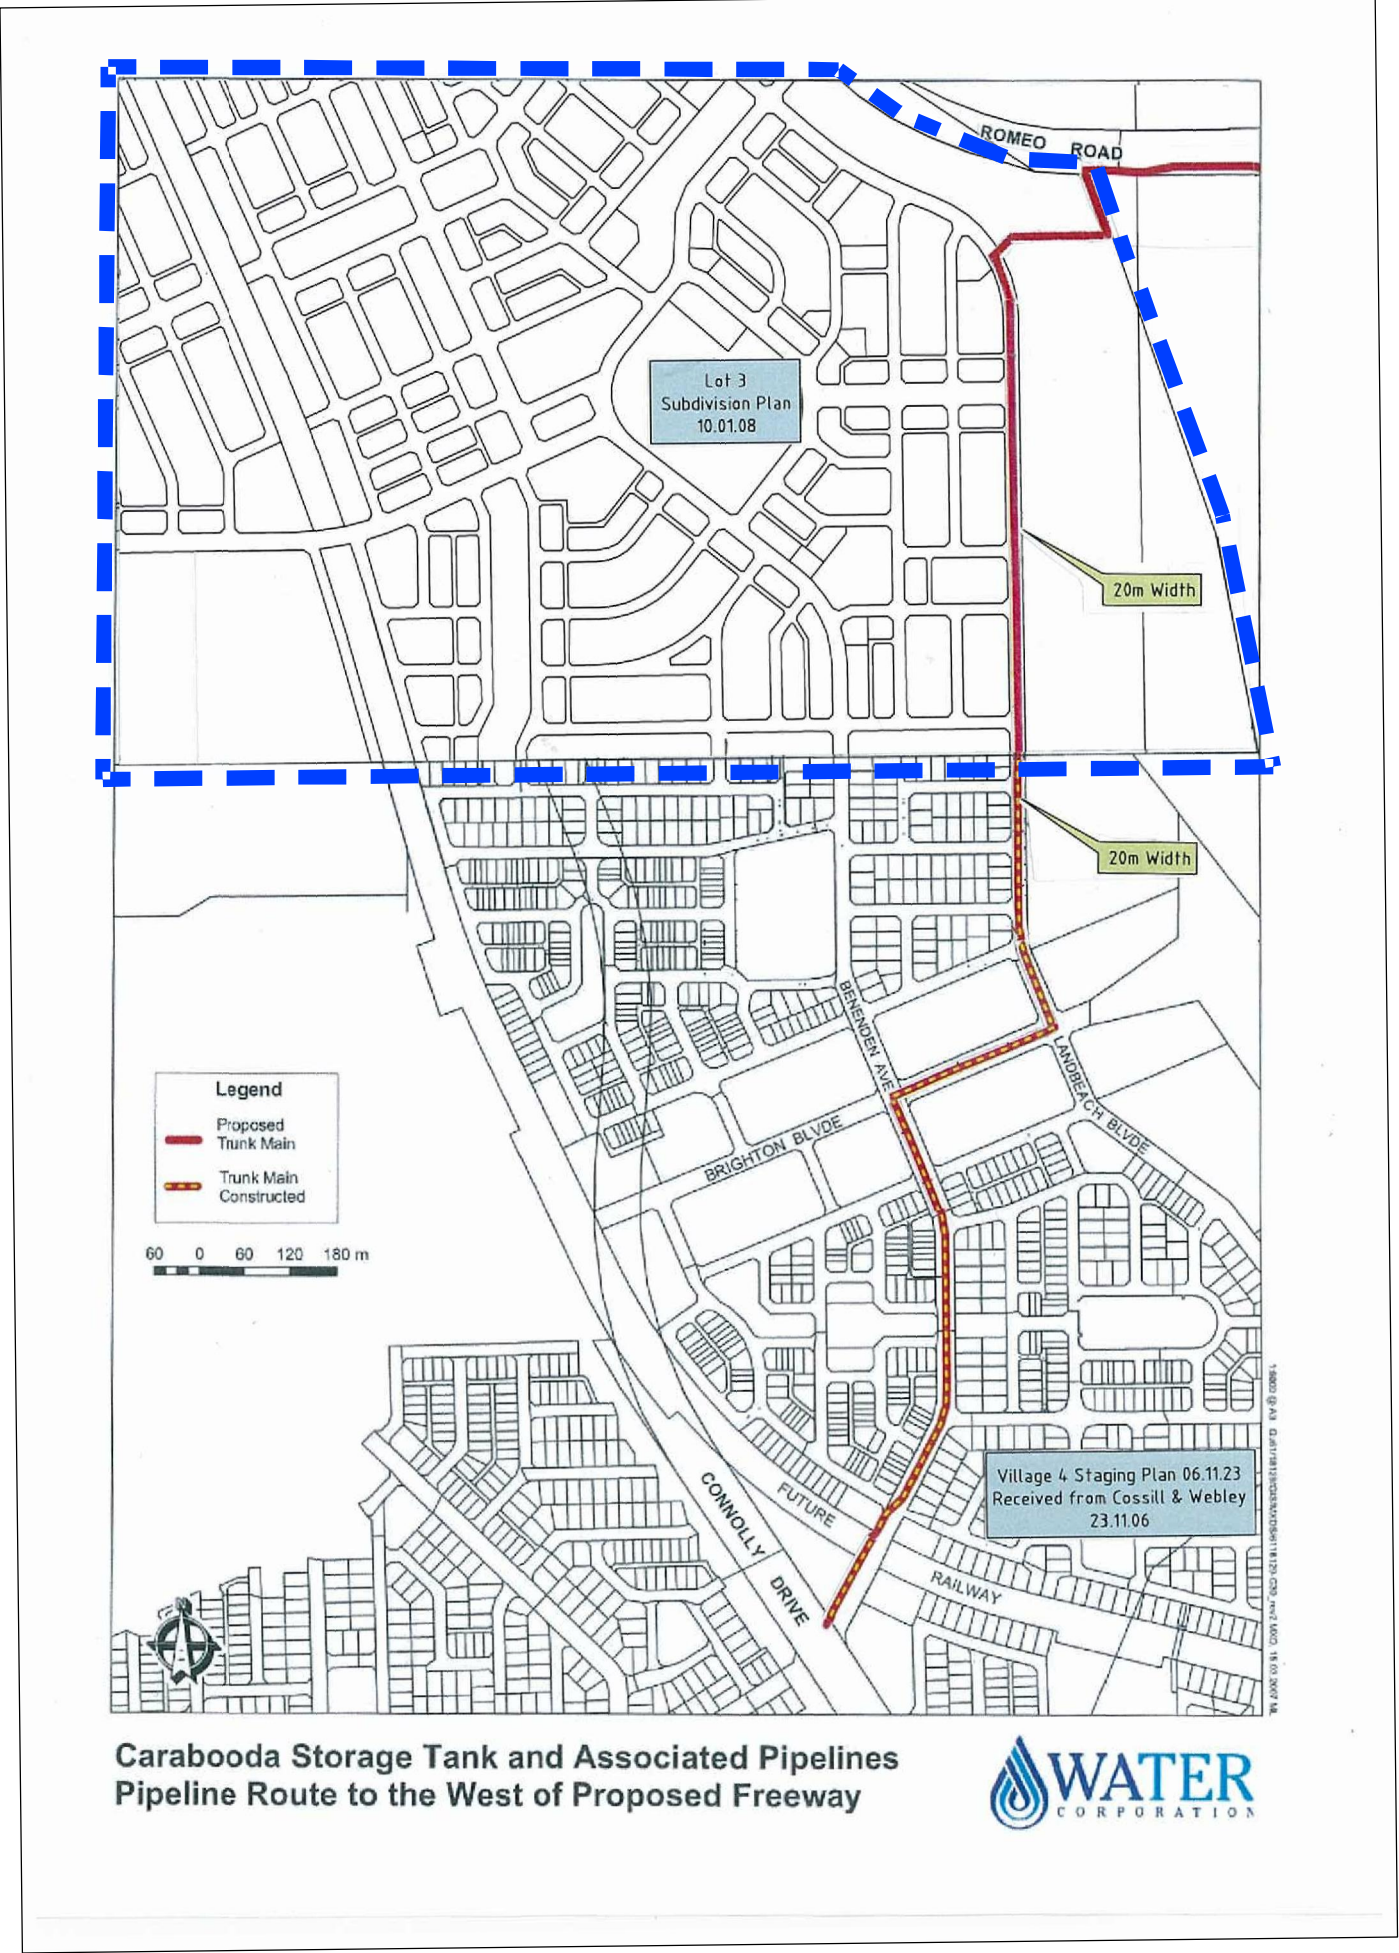 ROMEO ROAD
Lot 3
Subdivision Plan
10.01.08
20m Width
20m Width
BENENDEN AVE
LANDBEACH BLVDE
BRIGHTON BLVDE
Legend
Proposed
Trunk Main
Trunk Main
Constructed
60 0 60 120 180 m
CONNOLLY DRIVE
FUTURE RAILWAY
Village 4 Staging Plan 06.11.23
Received from Cossill & Webley
23.11.06
N
Carabooda Storage Tank and Associated Pipelines
Pipeline Route to the West of Proposed Freeway
WATER
CORPORATION